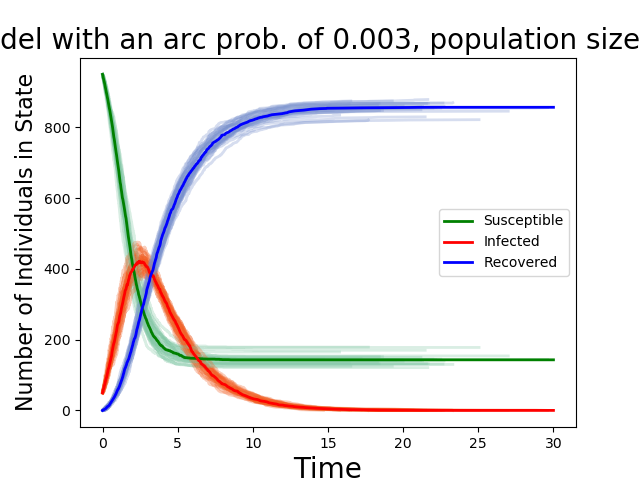 del with an arc prob. of 0.003, population size
Number of Individuals in State
800
600
400
200
0
Susceptible
Infected
Recovered
0 5 10 15 20 25 30
Time